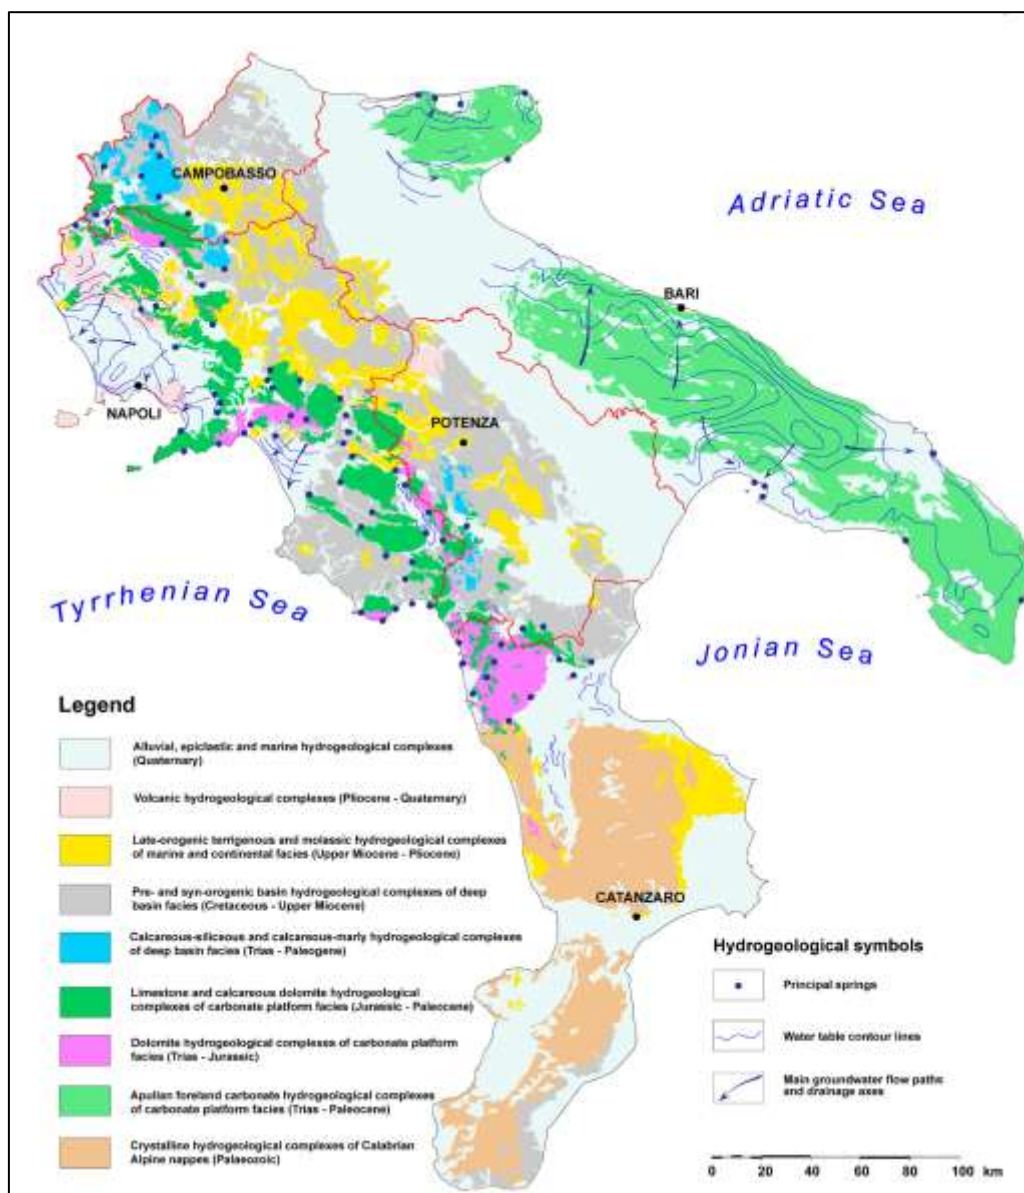 CAMPOBASSO
Adriatic Sea
BARI
NAPOLI
POTENZA
Tyrrhenian Sea
Jonian Sea
CATANZARO
Legend
Alluvial, epiclastic and marine hydrogeological complexes
(Quaternary)
Volcanic hydrogeological complexes (Pliocene - Quaternary)
Late-orogenic terrigenous and molassic hydrogeological complexes
of marine and continental facies (Upper Miocene - Pliocene)
Pre- and syn-orogenic basin hydrogeological complexes of deep
basin facies (Cretaceous - Upper Miocene)
Calcareous-siliceous and calcareous-marly hydrogeological complexes
of deep basin facies (Trias - Paleogene)
Limestone and calcareous dolomite hydrogeological
complexes of carbonate platform facies (Jurassic - Paleocene)
Dolomite hydrogeological complexes of carbonate platform
facies (Trias - Jurassic)
Apulian foreland carbonate hydrogeological complexes
of carbonate platform facies (Trias - Paleocene)
Crystalline hydrogeological complexes of Calabrian
Alpine nappes (Palaeozoic)
Hydrogeological symbols
Principal springs
Water table contour lines
Main groundwater flow paths
and drainage axes
0 20 40 60 80 100 km